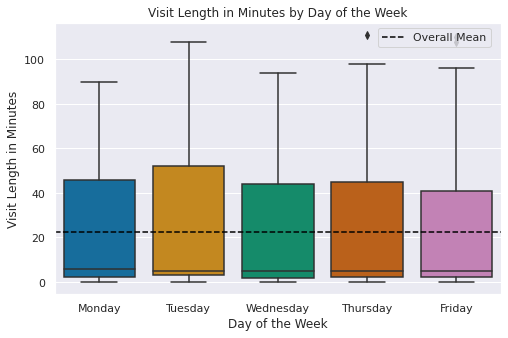 Visit Length in Minutes by Day of the Week
Overall Mean
Visit Length in Minutes
100
80
60
40
20
0
Monday Tuesday Wednesday Thursday Friday
Day of the Week